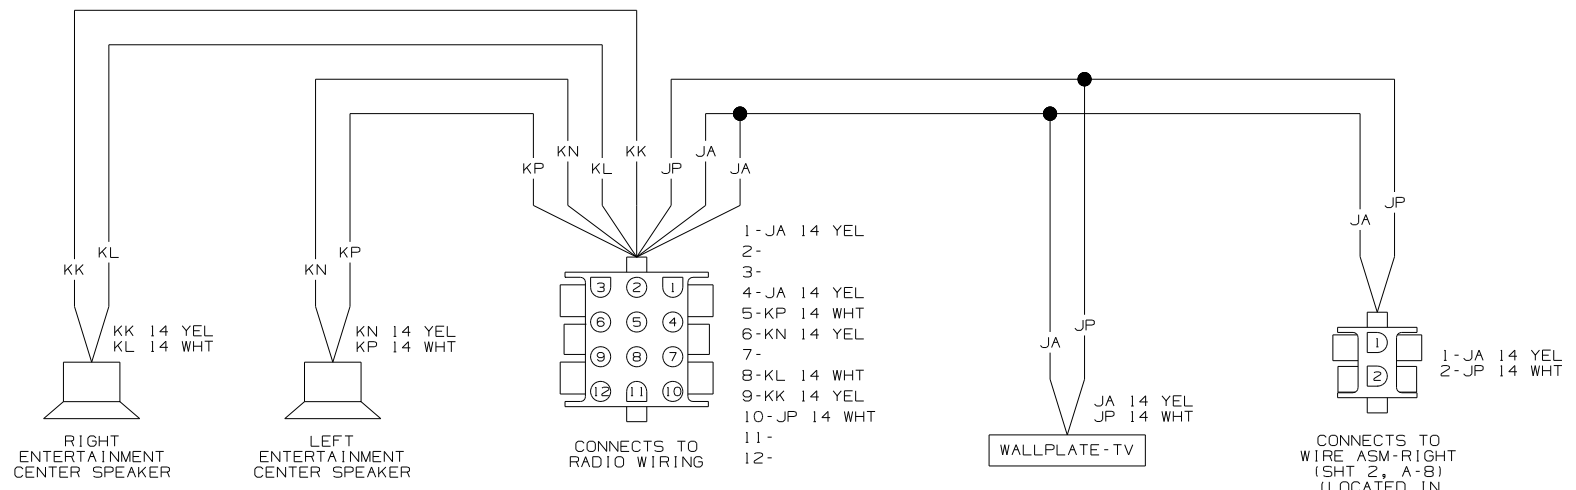 KP
KN
KL
KK
JP
JA
JA
KK
KL
KN
KP
KK 14 YEL
KL 14 WHT
RIGHT
ENTERTAINMENT
CENTER SPEAKER
KN 14 YEL
KP 14 WHT
LEFT
ENTERTAINMENT
CENTER SPEAKER
3 2 1
6 5 4
9 8 7
12 11 10
CONNECTS TO
RADIO WIRING
1-JA 14 YEL
2-
3-
4-JA 14 YEL
5-KP 14 WHT
6-KN 14 YEL
7-
8-KL 14 WHT
9-KK 14 YEL
10-JP 14 WHT
11-
12-
JA
JP
JA 14 YEL
JP 14 WHT
WALLPLATE-TV
JA
JP
1
2
1-JA 14 YEL
2-JP 14 WHT
CONNECTS TO
WIRE ASM-RIGHT
(SHT 2, A-8)
(LOCATED IN